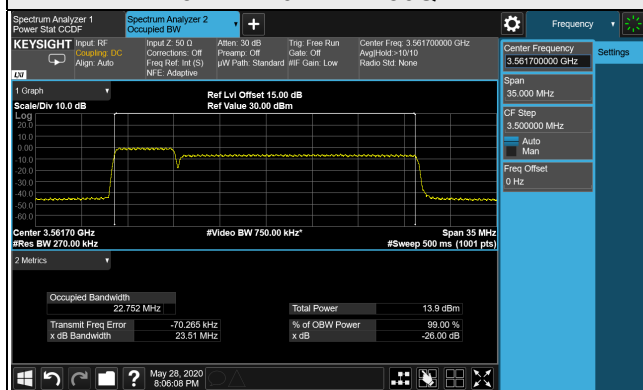 Spectrum Analyzer 1
Power Stat CCDF
Spectrum Analyzer 2
Occupied BW
Frequency
KEYSIGHT
Input: RF
Coupling: DC
Align: Auto
Input Z: 50 Ω
Corrections: Off
Freq Ref: Int (S)
NFE: Adaptive
Atten: 30 dB
Preamp: Off
µW Path: Standard
Trig: Free Run
Gate: Off
#IF Gain: Low
Center Freq: 3.561700000 GHz
Avg|Hold:>10/10
Radio Std: None
LXI
Center Frequency
3.561700000 GHz
Settings
Span
35.000 MHz
CF Step
3.500000 MHz
Auto
Man
Freq Offset
0 Hz
1 Graph
Scale/Div 10.0 dB
Ref Lvl Offset 15.00 dB
Ref Value 30.00 dBm
Log
20.0
10.0
0.00
-10.0
-20.0
-30.0
-40.0
-50.0
-60.0
Center 3.56170 GHz
#Res BW 270.00 kHz
#Video BW 750.00 kHz*
Span 35 MHz
#Sweep 500 ms (1001 pts)
2 Metrics
Occupied Bandwidth
22.752 MHz
Total Power 13.9 dBm
Transmit Freq Error -70.265 kHz
% of OBW Power 99.00 %
x dB Bandwidth 23.51 MHz
x dB -26.00 dB
May 28, 2020
8:06:08 PM